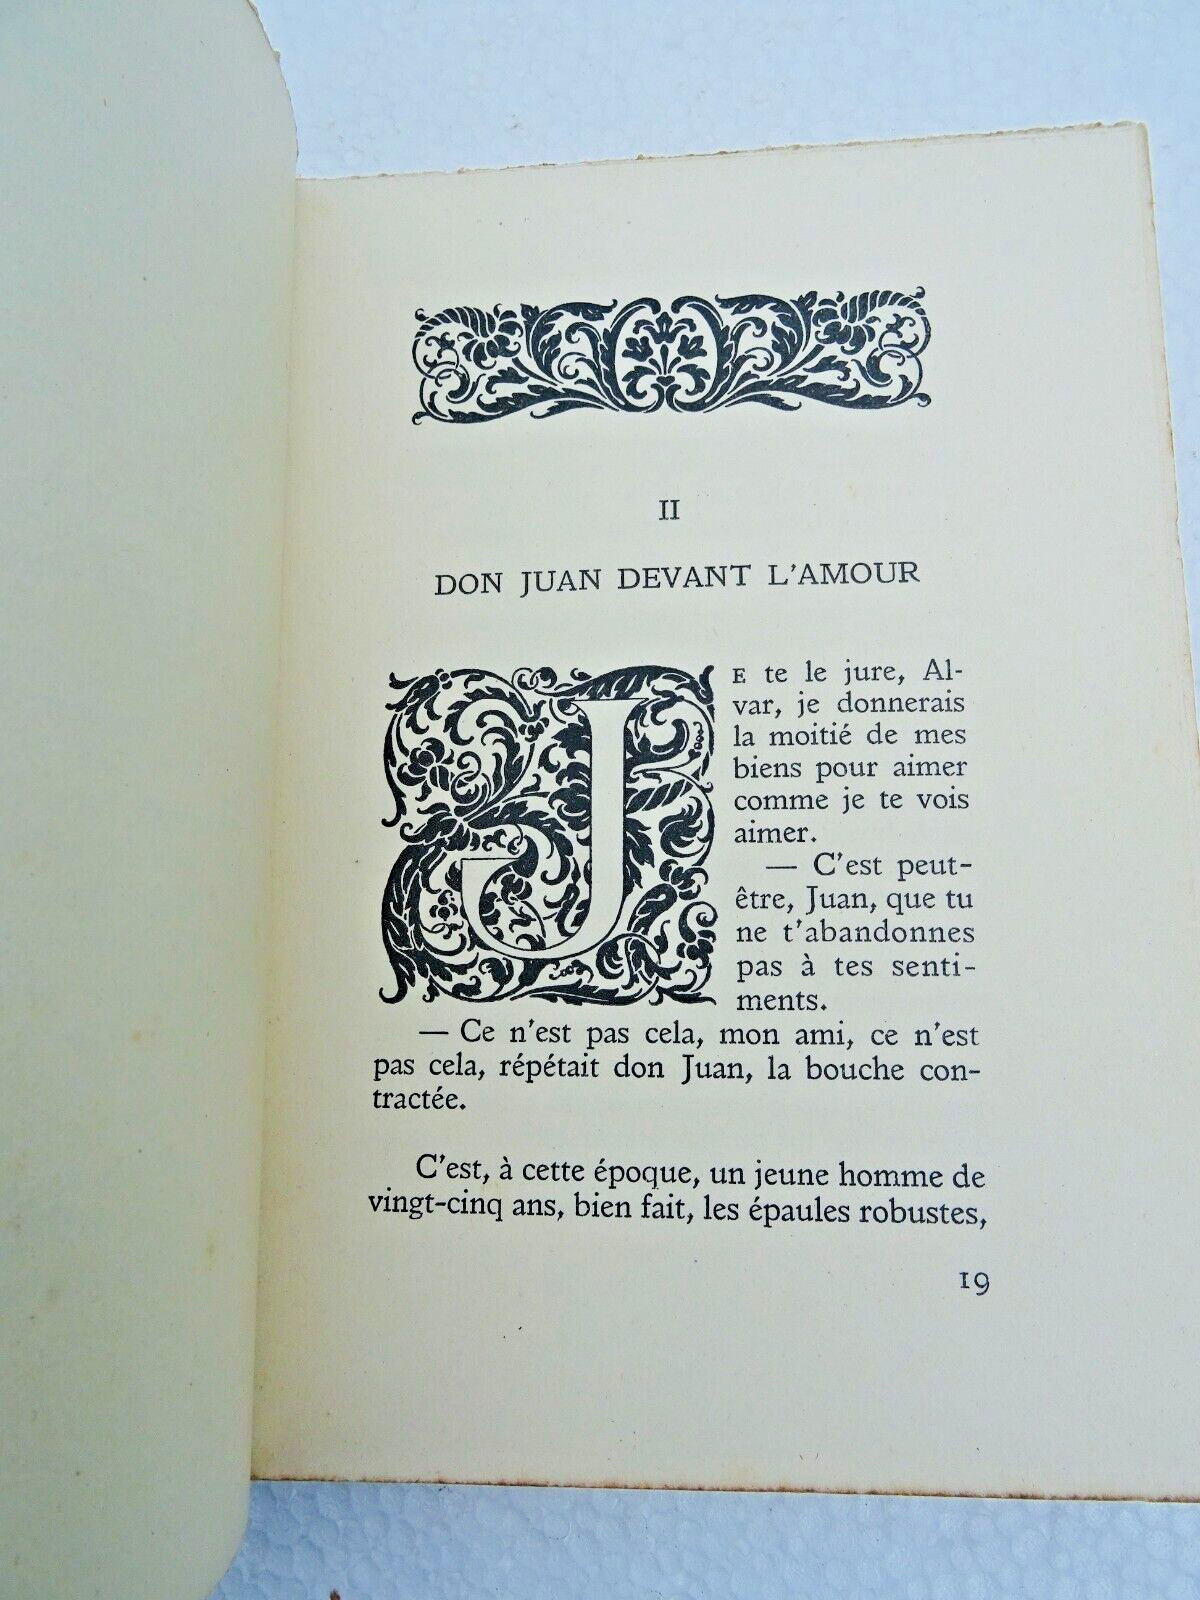 II
DON JUAN DEVANT L'AMOUR
JE te le jure, Al-
var, je donnerais
la moitié de mes
biens pour aimer
comme je te vois
aimer.
— C'est peut-
être, Juan, que tu
ne t'abandonnes
pas à tes senti-
ments.
— Ce n'est pas cela, mon ami, ce n'est
pas cela, répétait don Juan, la bouche con-
tractée.
C'est, à cette époque, un jeune homme de
vingt-cinq ans, bien fait, les épaules robustes,
19